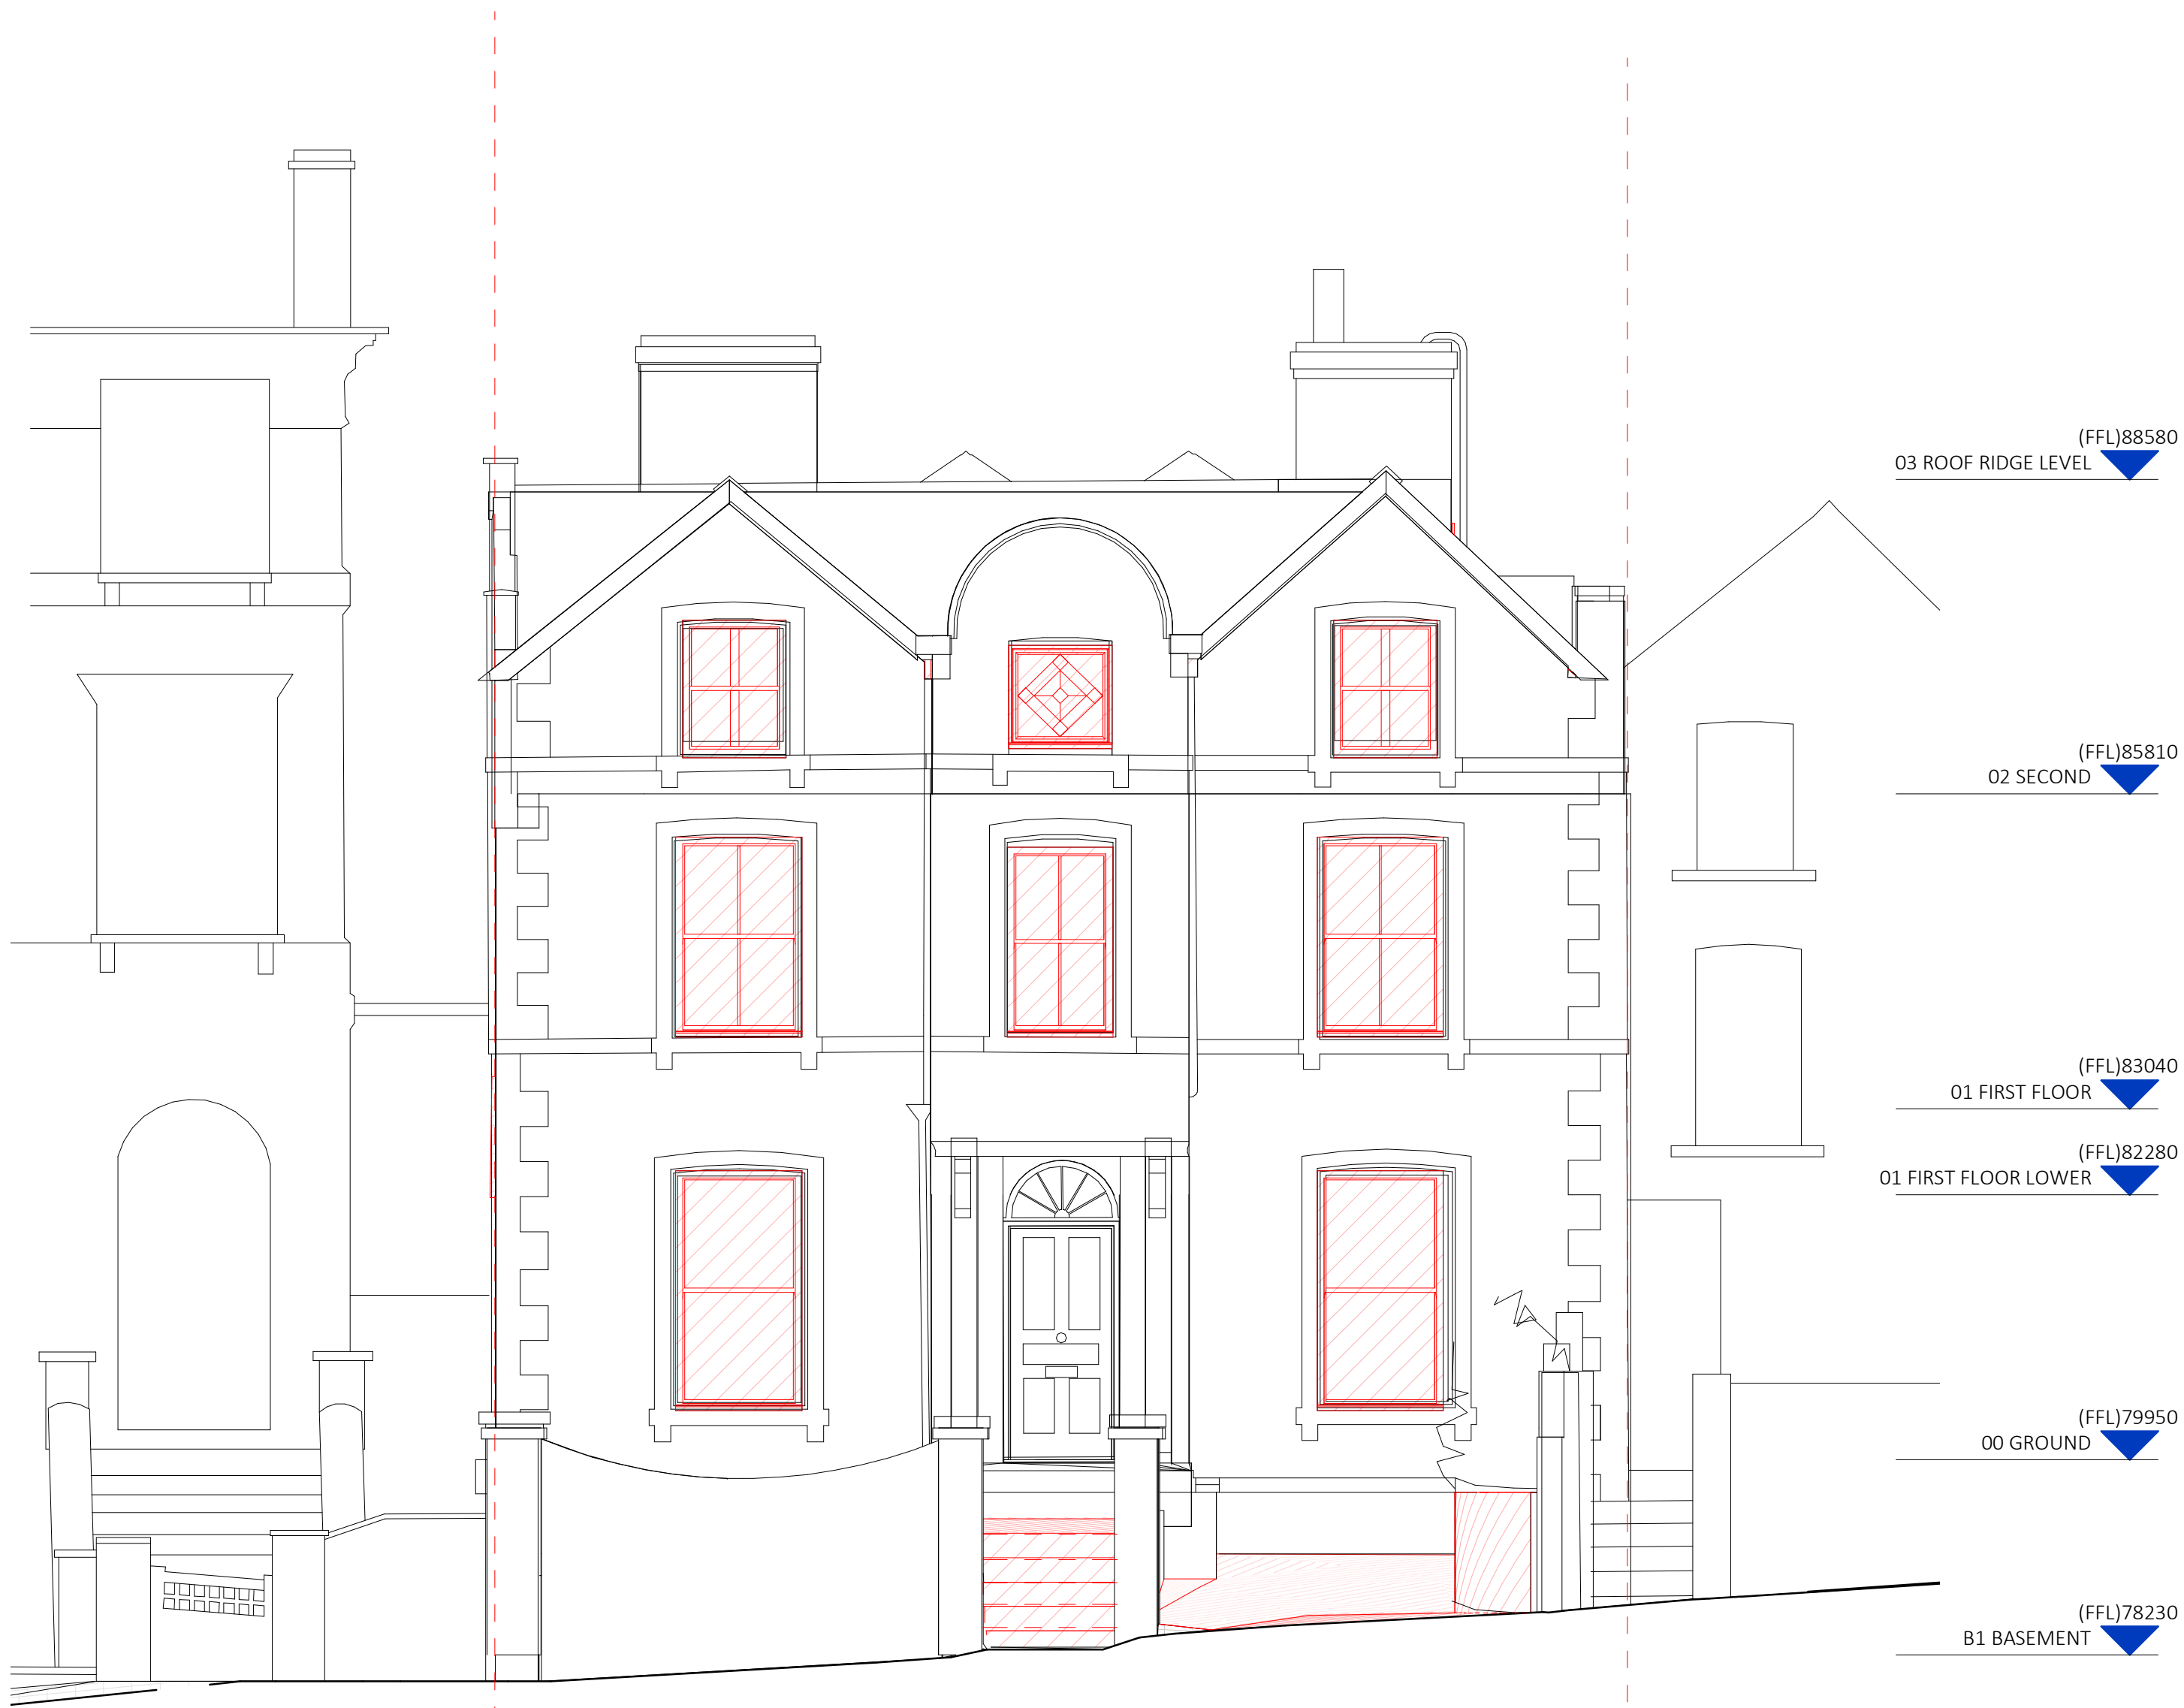 (FFL)88580
03 ROOF RIDGE LEVEL
(FFL)85810
02 SECOND
(FFL)83040
01 FIRST FLOOR
(FFL)82280
01 FIRST FLOOR LOWER
(FFL)79950
00 GROUND
(FFL)78230
B1 BASEMENT